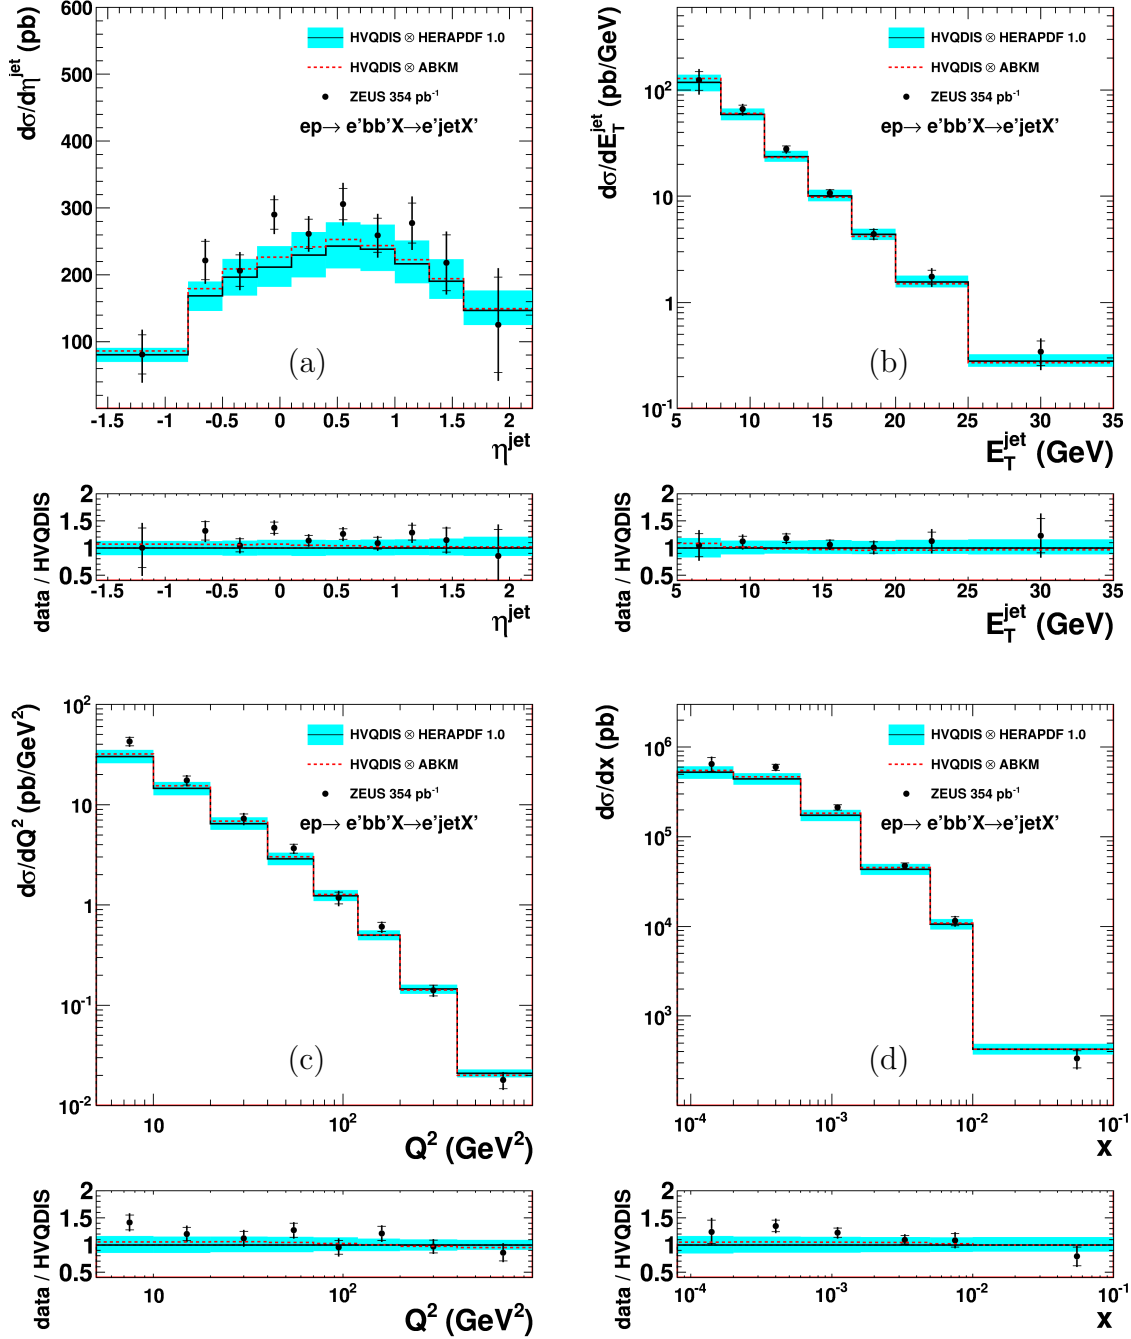 dσ/dη^jet (pb)
600
500
400
300
200
100
HVQDIS ⊗ HERAPDF 1.0
HVQDIS ⊗ ABKM
ZEUS 354 pb⁻¹
ep→ e'bb'X→e'jetX'
(a)
-1.5 -1 -0.5 0 0.5 1 1.5 2
η^jet
data / HVQDIS
2
1.5
1
0.5
-1.5 -1 -0.5 0 0.5 1 1.5 2
η^jet
dσ/dE_T^jet (pb/GeV)
10²
10
1
10⁻¹
HVQDIS ⊗ HERAPDF 1.0
HVQDIS ⊗ ABKM
ZEUS 354 pb⁻¹
ep→ e'bb'X→e'jetX'
(b)
5 10 15 20 25 30 35
E_T^jet (GeV)
data / HVQDIS
2
1.5
1
0.5
5 10 15 20 25 30 35
E_T^jet (GeV)
dσ/dQ² (pb/GeV²)
10²
10
1
10⁻¹
10⁻²
HVQDIS ⊗ HERAPDF 1.0
HVQDIS ⊗ ABKM
ZEUS 354 pb⁻¹
ep→ e'bb'X→e'jetX'
(c)
10 10²
Q² (GeV²)
data / HVQDIS
2
1.5
1
0.5
10 10²
Q² (GeV²)
dσ/dx (pb)
10⁶
10⁵
10⁴
10³
HVQDIS ⊗ HERAPDF 1.0
HVQDIS ⊗ ABKM
ZEUS 354 pb⁻¹
ep→ e'bb'X→e'jetX'
(d)
10⁻⁴ 10⁻³ 10⁻² 10⁻¹
x
data / HVQDIS
2
1.5
1
0.5
10⁻⁴ 10⁻³ 10⁻² 10⁻¹
x